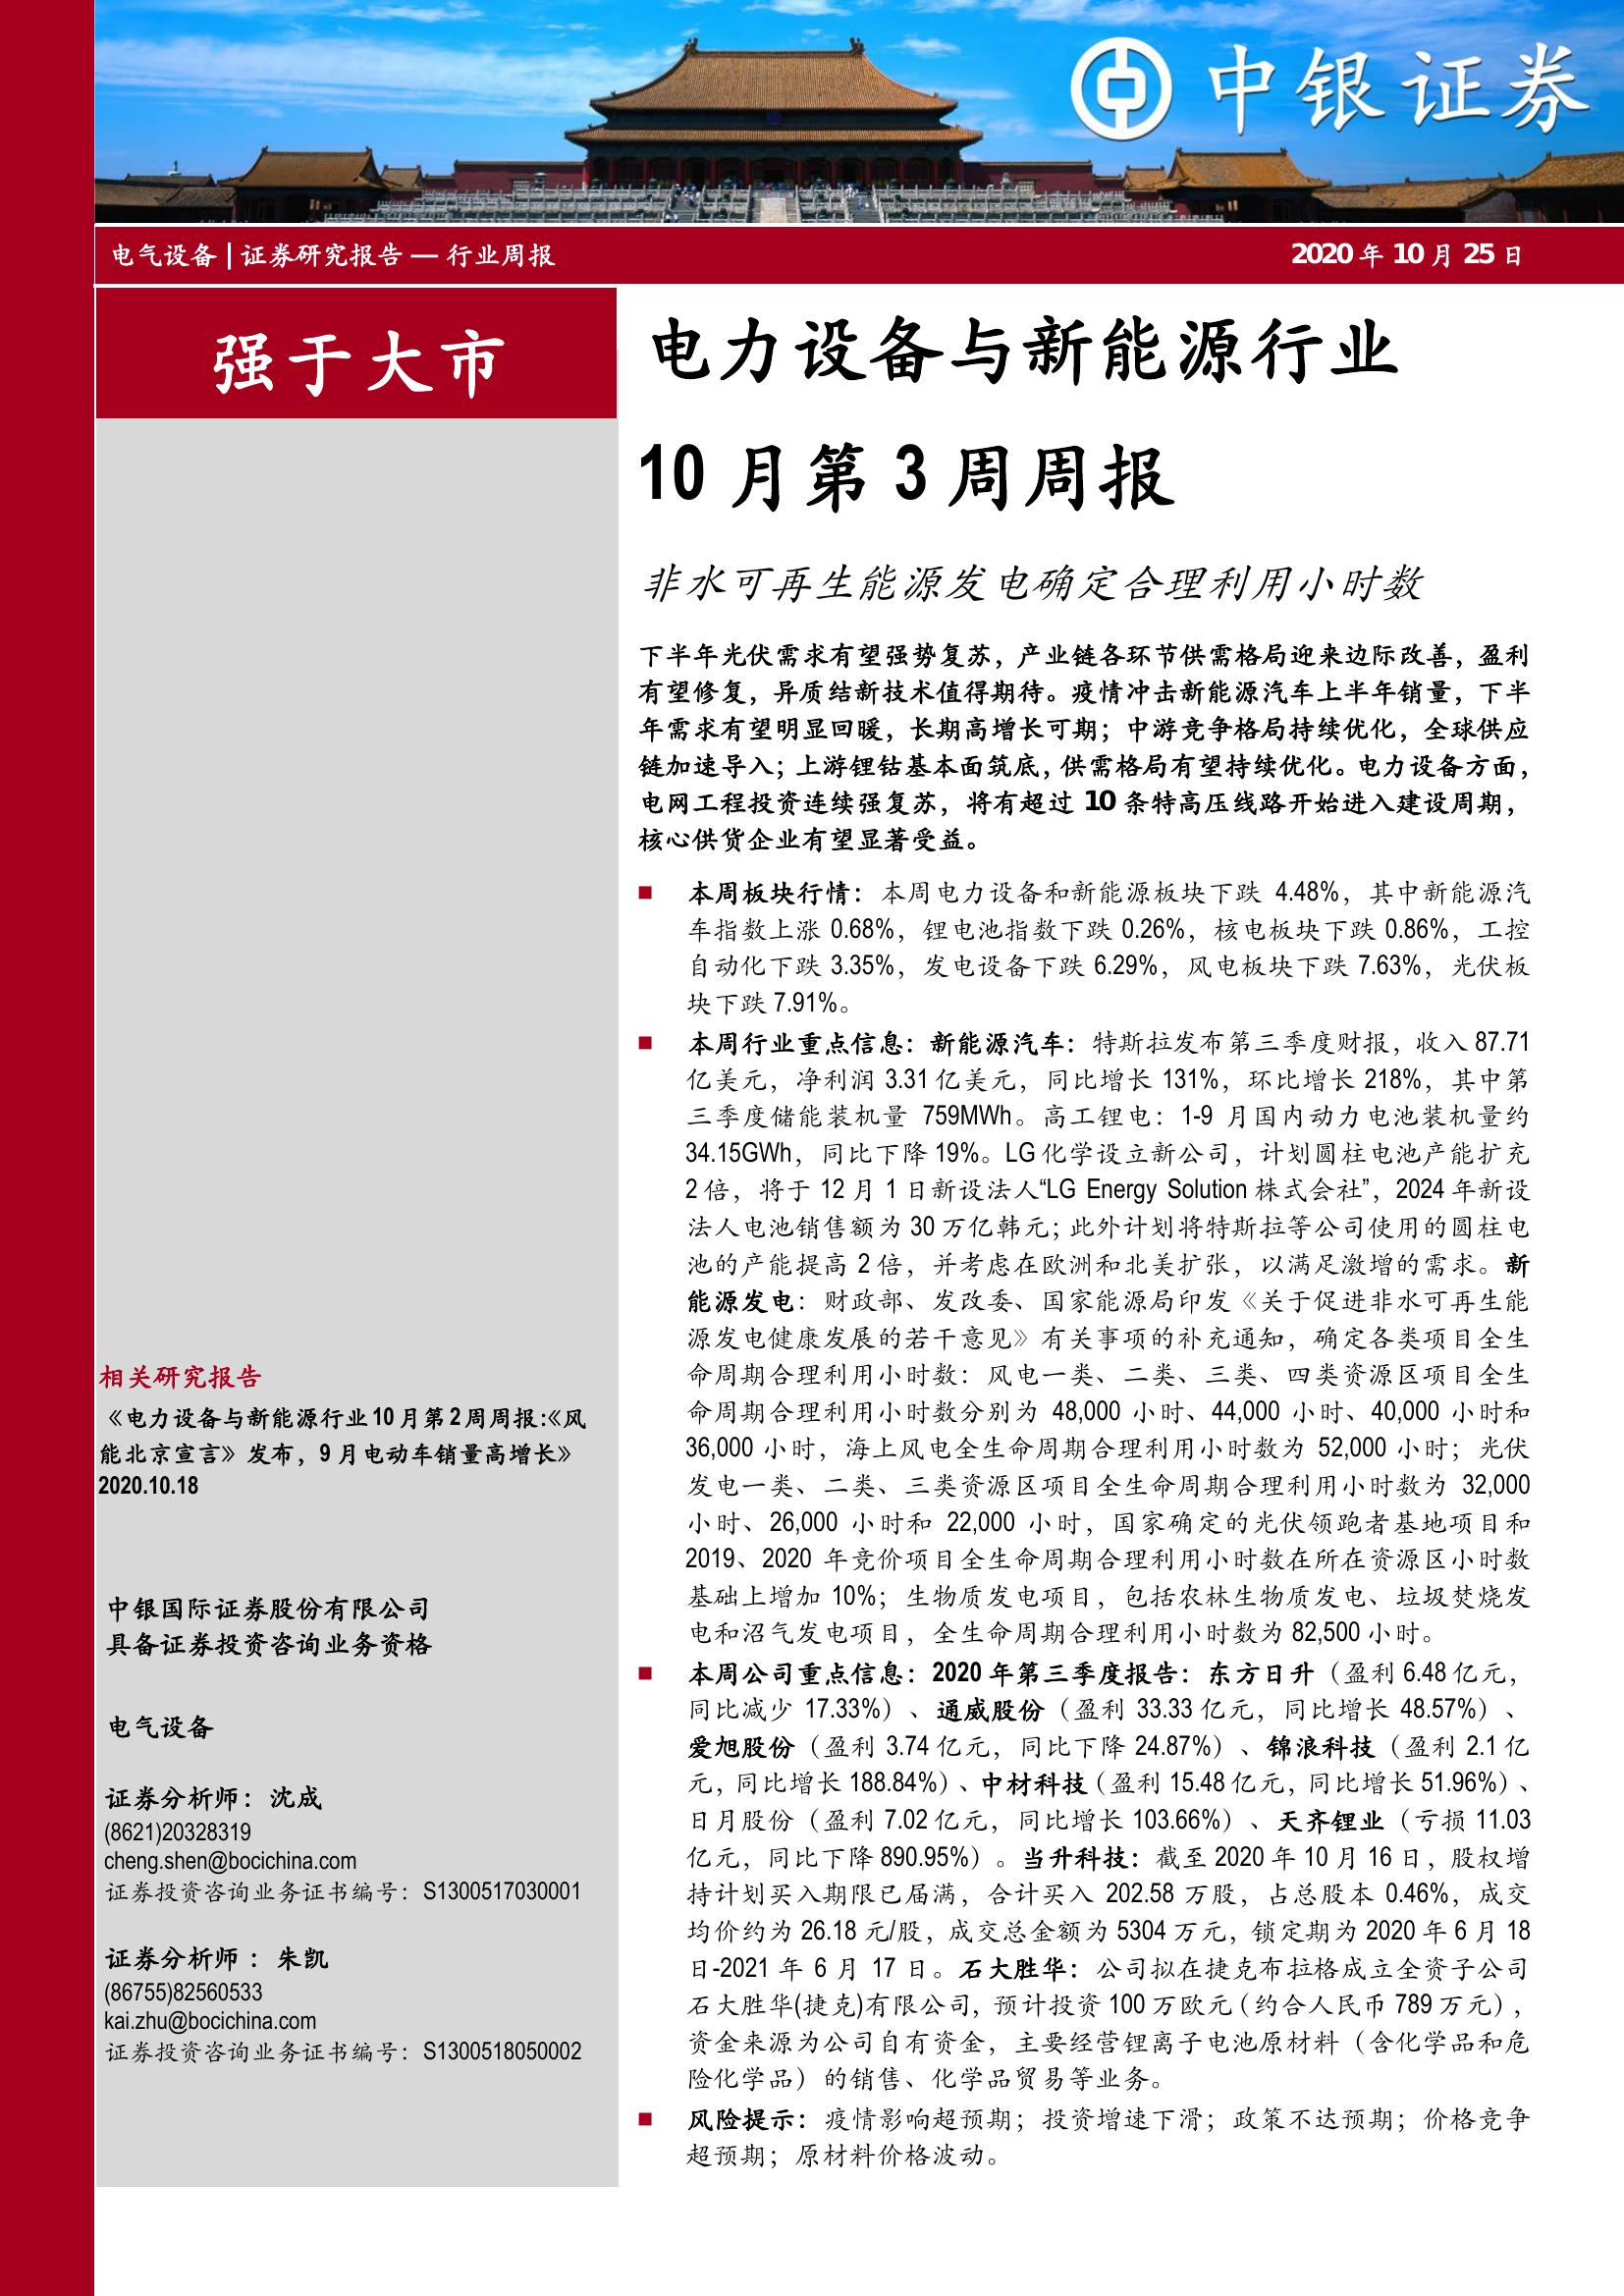 中银证券
电气设备 | 证券研究报告 — 行业周报
2020 年 10 月 25 日
强于大市
电力设备与新能源行业
10 月第 3 周周报
非水可再生能源发电确定合理利用小时数
下半年光伏需求有望强势复苏，产业链各环节供需格局迎来边际改善，盈利
有望修复，异质结新技术值得期待。疫情冲击新能源汽车上半年销量，下半
年需求有望明显回暖，长期高增长可期；中游竞争格局持续优化，全球供应
链加速导入；上游锂钴基本面筑底，供需格局有望持续优化。电力设备方面，
电网工程投资连续强复苏，将有超过 10 条特高压线路开始进入建设周期，
核心供货企业有望显著受益。
■ 本周板块行情：本周电力设备和新能源板块下跌 4.48%，其中新能源汽
车指数上涨 0.68%，锂电池指数下跌 0.26%，核电板块下跌 0.86%，工控
自动化下跌 3.35%，发电设备下跌 6.29%，风电板块下跌 7.63%，光伏板
块下跌 7.91%。
■ 本周行业重点信息：新能源汽车：特斯拉发布第三季度财报，收入 87.71
亿美元，净利润 3.31 亿美元，同比增长 131%，环比增长 218%，其中第
三季度储能装机量 759MWh。高工锂电：1-9 月国内动力电池装机量约
34.15GWh，同比下降 19%。LG 化学设立新公司，计划圆柱电池产能扩充
2 倍，将于 12 月 1 日新设法人“LG Energy Solution 株式会社”，2024 年新设
法人电池销售额为 30 万亿韩元；此外计划将特斯拉等公司使用的圆柱电
池的产能提高 2 倍，并考虑在欧洲和北美扩张，以满足激增的需求。新
能源发电：财政部、发改委、国家能源局印发《关于促进非水可再生能
源发电健康发展的若干意见》有关事项的补充通知，确定各类项目全生
命周期合理利用小时数：风电一类、二类、三类、四类资源区项目全生
命周期合理利用小时数分别为 48,000 小时、44,000 小时、40,000 小时和
36,000 小时，海上风电全生命周期合理利用小时数为 52,000 小时；光伏
发电一类、二类、三类资源区项目全生命周期合理利用小时数为 32,000
小时、26,000 小时和 22,000 小时，国家确定的光伏领跑者基地项目和
2019、2020 年竞价项目全生命周期合理利用小时数在所在资源区小时数
基础上增加 10%；生物质发电项目，包括农林生物质发电、垃圾焚烧发
电和沼气发电项目，全生命周期合理利用小时数为 82,500 小时。
■ 本周公司重点信息：2020 年第三季度报告：东方日升（盈利 6.48 亿元，
同比减少 17.33%）、通威股份（盈利 33.33 亿元，同比增长 48.57%）、
爱旭股份（盈利 3.74 亿元，同比下降 24.87%）、锦浪科技（盈利 2.1 亿
元，同比增长 188.84%）、中材科技（盈利 15.48 亿元，同比增长 51.96%）、
日月股份（盈利 7.02 亿元，同比增长 103.66%）、天齐锂业（亏损 11.03
亿元，同比下降 890.95%）。当升科技：截至 2020 年 10 月 16 日，股权增
持计划买入期限已届满，合计买入 202.58 万股，占总股本 0.46%，成交
均价约为 26.18 元/股，成交总金额为 5304 万元，锁定期为 2020 年 6 月 18
日-2021 年 6 月 17 日。石大胜华：公司拟在捷克布拉格成立全资子公司
石大胜华(捷克)有限公司，预计投资 100 万欧元（约合人民币 789 万元），
资金来源为公司自有资金，主要经营锂离子电池原材料（含化学品和危
险化学品）的销售、化学品贸易等业务。
■ 风险提示：疫情影响超预期；投资增速下滑；政策不达预期；价格竞争
超预期；原材料价格波动。
相关研究报告
《电力设备与新能源行业 10 月第 2 周周报:《风
能北京宣言》发布，9 月电动车销量高增长》
2020.10.18
中银国际证券股份有限公司
具备证券投资咨询业务资格
电气设备
证券分析师：沈成
(8621)20328319
cheng.shen@bocichina.com
证券投资咨询业务证书编号：S1300517030001
证券分析师 ：朱凯
(86755)82560533
kai.zhu@bocichina.com
证券投资咨询业务证书编号：S1300518050002